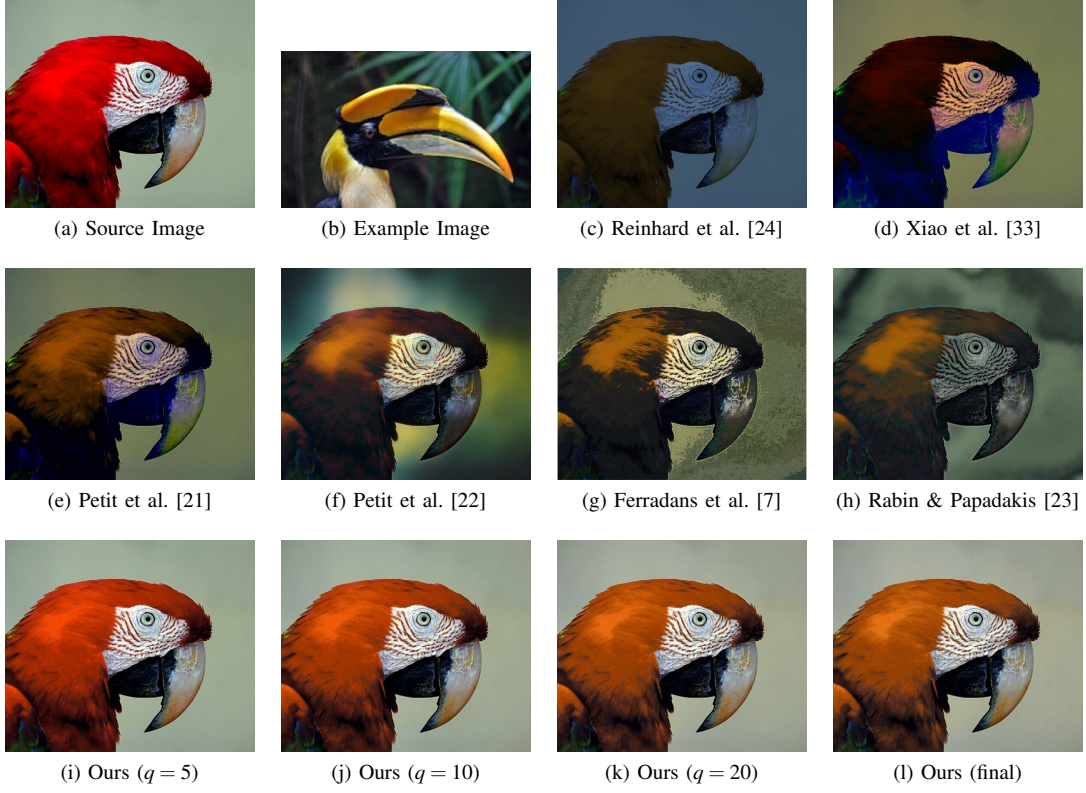 (a) Source Image
(b) Example Image
(c) Reinhard et al. [24]
(d) Xiao et al. [33]
(e) Petit et al. [21]
(f) Petit et al. [22]
(g) Ferradans et al. [7]
(h) Rabin & Papadakis [23]
(i) Ours (q = 5)
(j) Ours (q = 10)
(k) Ours (q = 20)
(l) Ours (final)